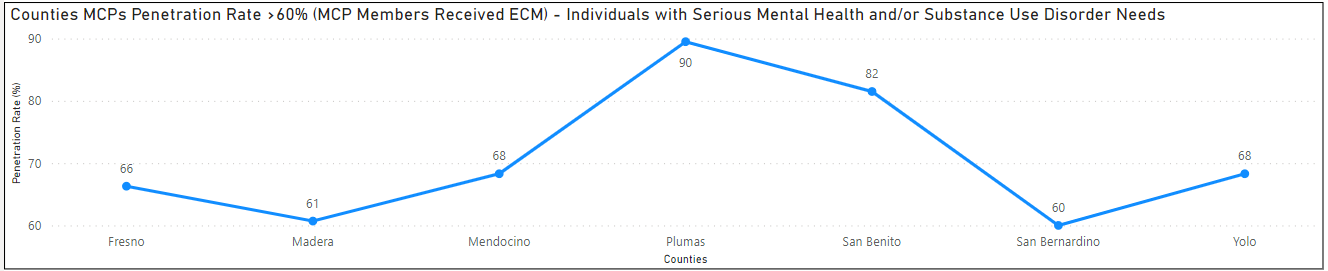 Counties MCPs Penetration Rate >60% (MCP Members Received ECM) - Individuals with Serious Mental Health and/or Substance Use Disorder Needs
90
80
70
60
Penetration Rate (%)
66
61
68
90
82
60
68
Fresno
Madera
Mendocino
Plumas
San Benito
San Bernardino
Yolo
Counties